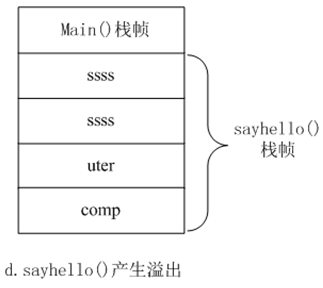 Main()栈帧
ssss
ssss
uter
comp
sayhello()
栈帧
d.sayhello()产生溢出